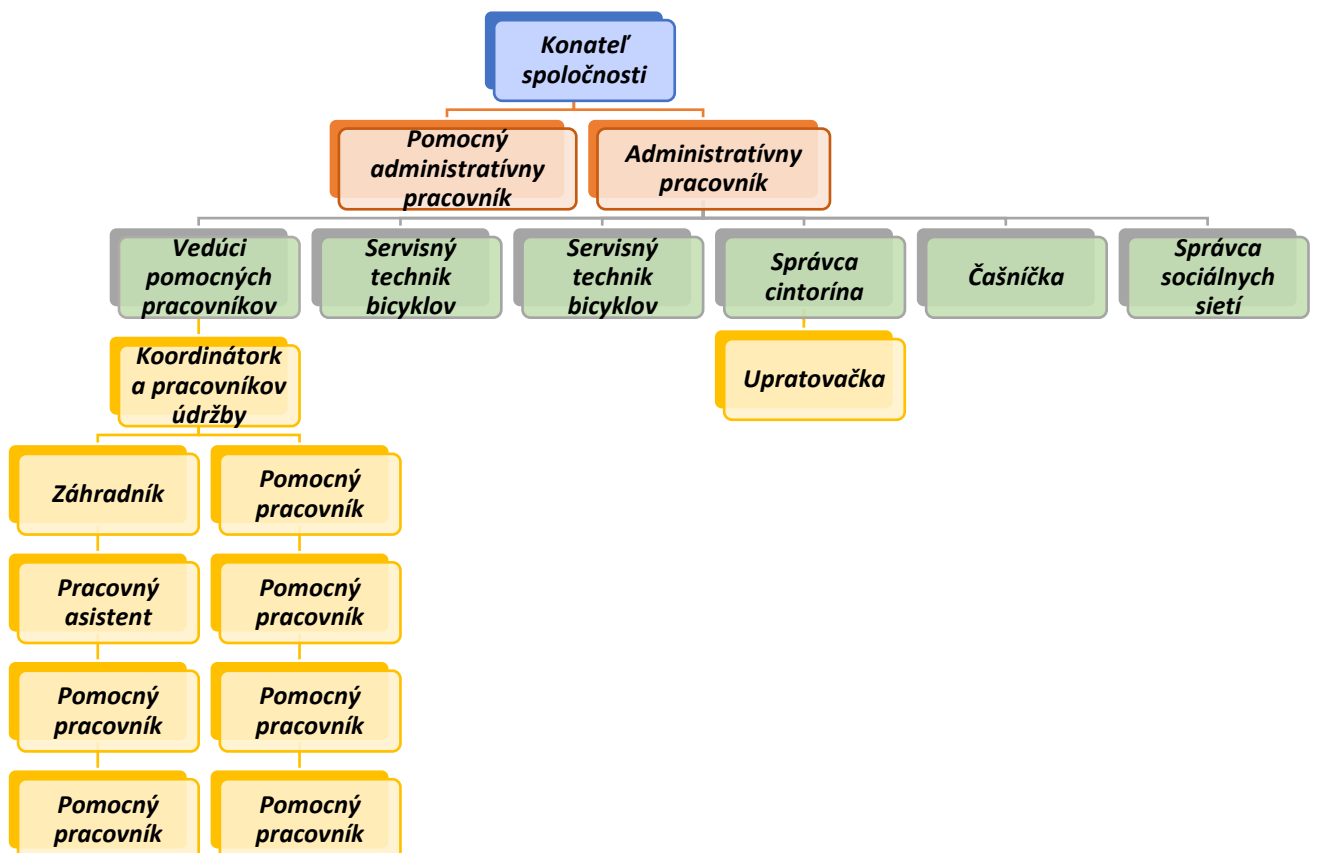 Konateľ
spoločnosti
Pomocný
administratívny
pracovník
Administratívny
pracovník
Vedúci
pomocných
pracovníkov
Servisný
technik
bicyklov
Servisný
technik
bicyklov
Správca
cintorína
Čašníčka
Správca
sociálnych
sietí
Koordinátork
a pracovníkov
údržby
Upratovačka
Záhradník
Pomocný
pracovník
Pracovný
asistent
Pomocný
pracovník
Pomocný
pracovník
Pomocný
pracovník
Pomocný
pracovník
Pomocný
pracovník